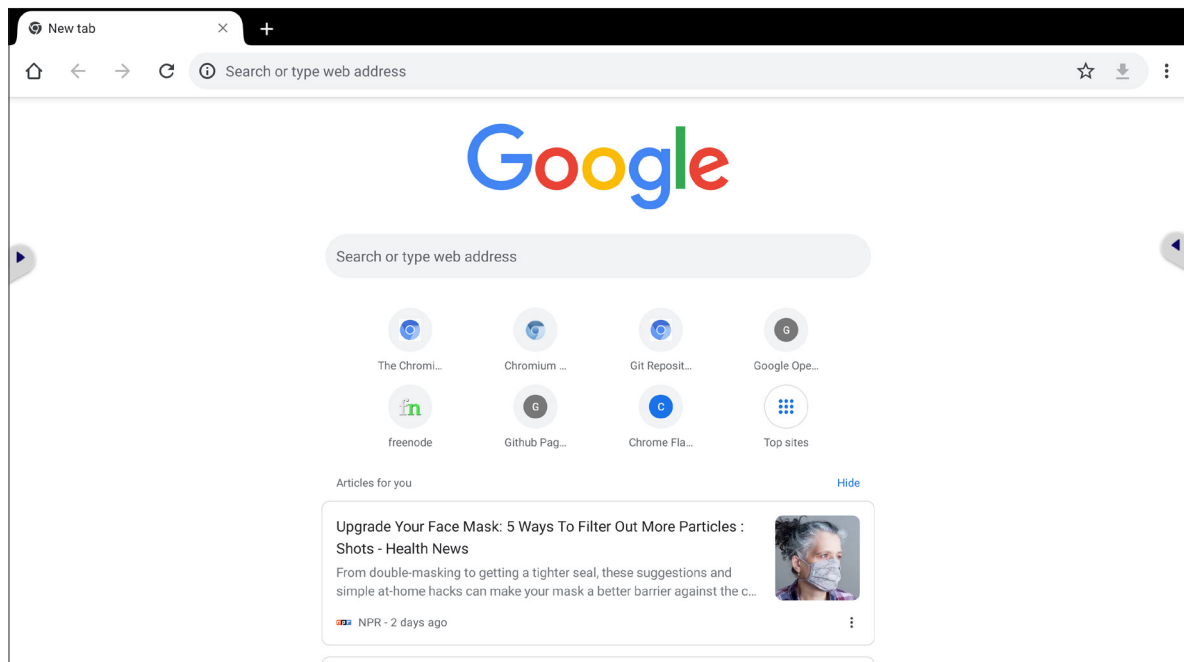 New tab
Search or type web address
Google
Search or type web address
The Chromi...
Chromium ...
Git Reposit...
G
Google Ope...
fn
freenode
G
Github Pag...
C
Chrome Fla...
Top sites
Articles for you
Hide
Upgrade Your Face Mask: 5 Ways To Filter Out More Particles :
Shots - Health News
From double-masking to getting a tighter seal, these suggestions and
simple at-home hacks can make your mask a better barrier against the c...
npr NPR - 2 days ago